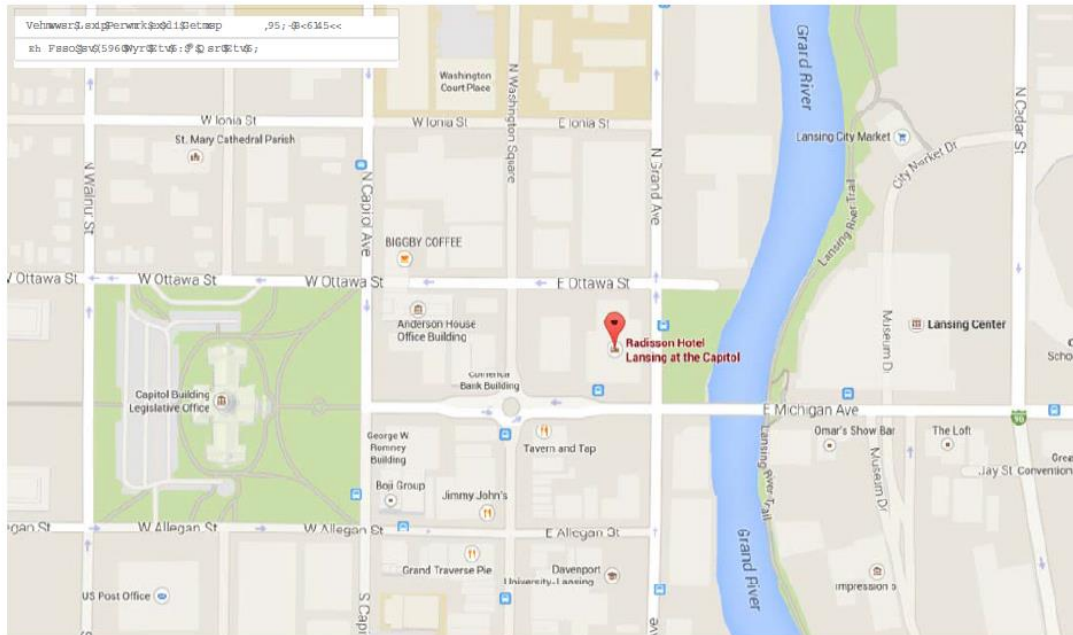 Washington
Court Place
N Washington Square
Grand River
N Cedar St
W Ionia St
W Ionia St
E Ionia St
St. Mary Cathedral Parish
Lansing City Market
City Market Dr
N Walnut St
N Capitol Ave
N Grand Ave
Lansing River Trail
BIGGBY COFFEE
W Ottawa St
W Ottawa St
W Ottawa St
E Ottawa St
Anderson House
Office Building
Radisson Hotel
Lansing at the Capitol
Lansing Center
Museum Dr
Bank Building
Capitol Building
Legislative Office
E Michigan Ave
George W
Romney
Building
Tavern and Tap
Omar's Show Bar
The Loft
Lansing River Trail
Museum Dr
Jay St
Convention
Boji Group
Jimmy John's
W Allegan St
W Allegan St
E Allegan St
Grand Traverse Pie
Davenport
University-Lansing
Grand River
US Post Office